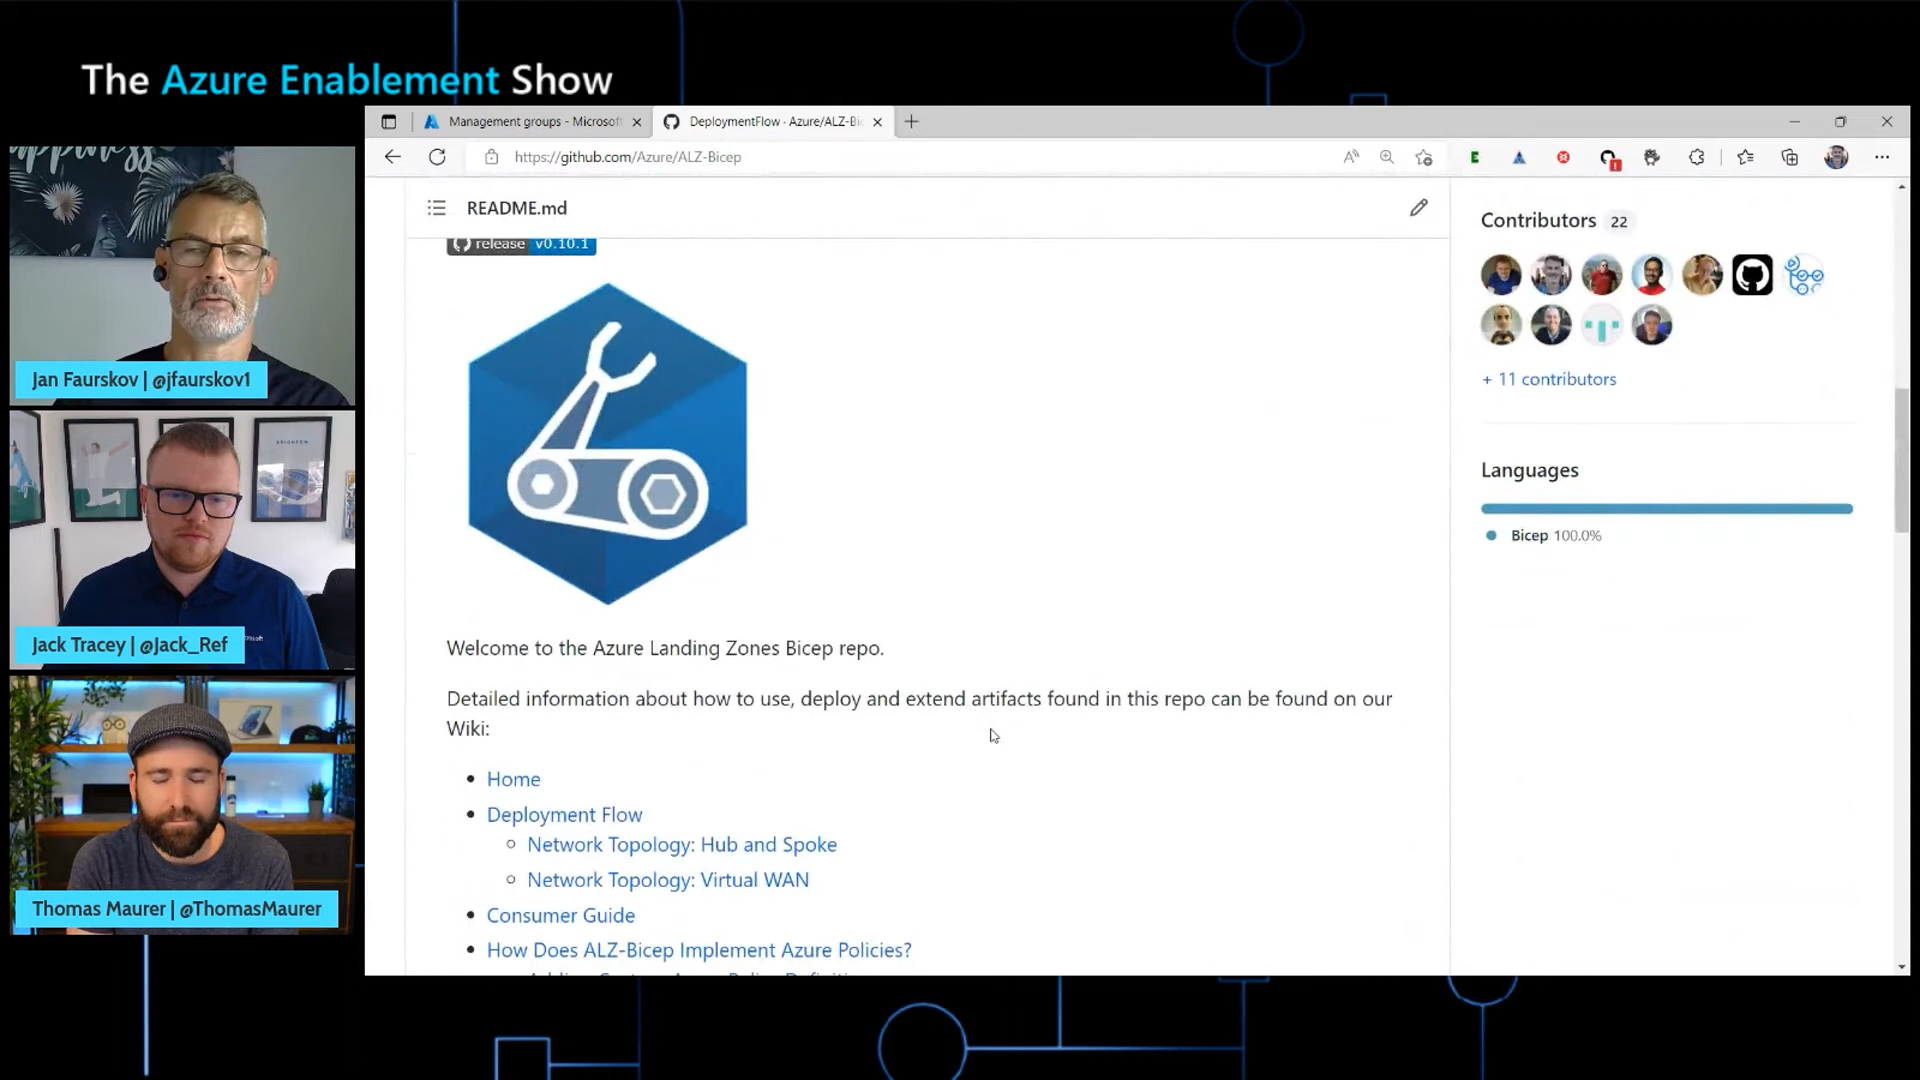 The Azure Enablement Show
Management groups - Microsof
DeploymentFlow · Azure/ALZ-Bi
https://github.com/Azure/ALZ-Bicep
README.md
release v0.10.1
Contributors 22
+ 11 contributors
Languages
Bicep 100.0%
Welcome to the Azure Landing Zones Bicep repo.
Detailed information about how to use, deploy and extend artifacts found in this repo can be found on our
Wiki:
Home
Deployment Flow
Network Topology: Hub and Spoke
Network Topology: Virtual WAN
Consumer Guide
How Does ALZ-Bicep Implement Azure Policies?
Jan Faurskov | @jfaurskov1
Jack Tracey | @Jack_Ref
Thomas Maurer | @ThomasMaurer